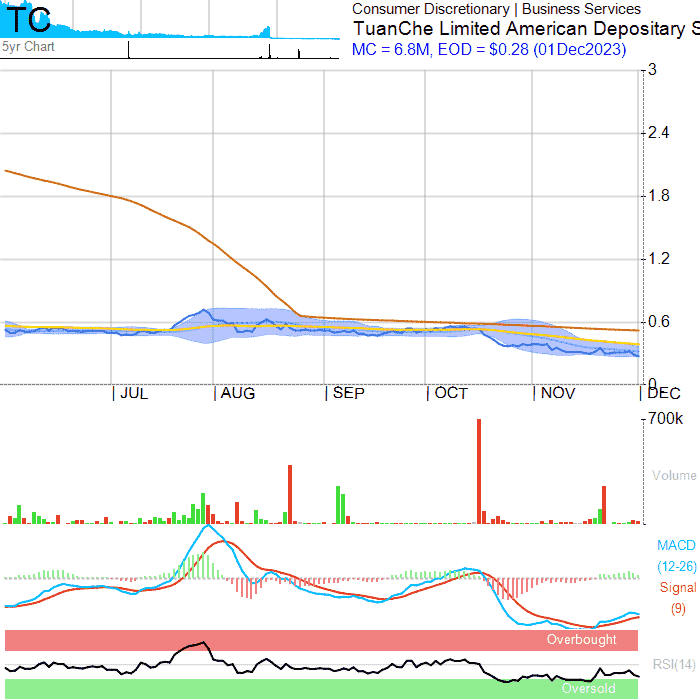 TC
5yr Chart
Consumer Discretionary | Business Services
TuanChe Limited American Depositary S
MC = 6.8M, EOD = $0.28 (01Dec2023)
3
2.4
1.8
1.2
0.6
0
JUL
AUG
SEP
OCT
NOV
DEC
700k
Volume
MACD
(12-26)
Signal
(9)
Overbought
RSI(14)
Oversold